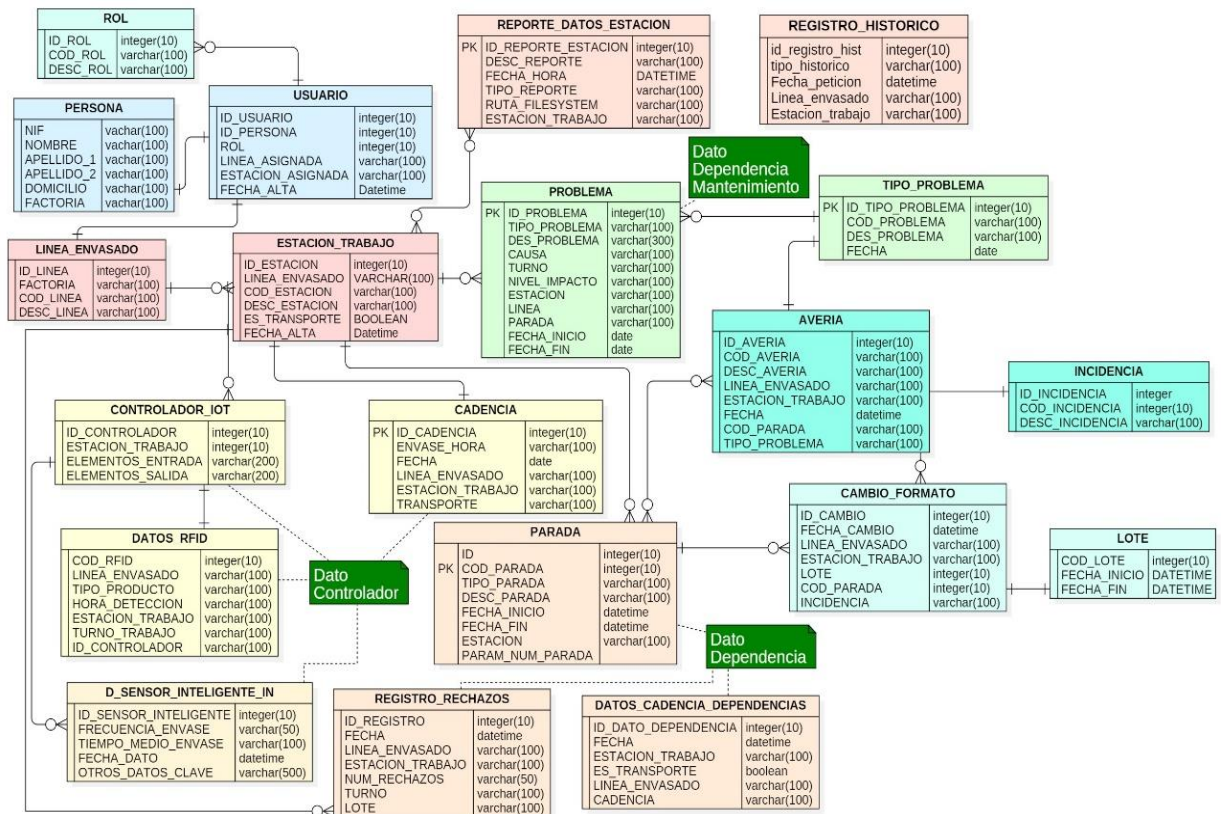 ROL
ID_ROL integer(10)
COD_ROL varchar(100)
DESC_ROL varchar(100)
REPORTE_DATOS_ESTACION
PK ID_REPORTE_ESTACION integer(10)
DESC_REPORTE varchar(100)
FECHA_HORA DATETIME
TIPO_REPORTE varchar(100)
RUTA_FILESYSTEM varchar(100)
ESTACION_TRABAJO varchar(100)
REGISTRO_HISTORICO
id_registro_hist integer(10)
tipo_historico varchar(100)
Fecha_peticion datetime
Linea_envasado varchar(100)
Estacion_trabajo varchar(100)
PERSONA
NIF vachar(100)
NOMBRE vachar(100)
APELLIDO_1 vachar(100)
APELLIDO_2 vachar(100)
DOMICILIO vachar(100)
FACTORIA vachar(100)
USUARIO
ID_USUARIO integer(10)
ID_PERSONA integer(10)
ROL integer(10)
LINEA_ASIGNADA varchar(100)
ESTACION_ASIGNADA varchar(100)
FECHA_ALTA Datetime
Dato
Dependencia
Mantenimiento
PROBLEMA
PK ID_PROBLEMA integer(10)
TIPO_PROBLEMA varchar(100)
DES_PROBLEMA varchar(300)
CAUSA varchar(100)
TURNO varchar(100)
NIVEL_IMPACTO varchar(100)
ESTACION varchar(100)
LINEA varchar(100)
PARADA varchar(100)
FECHA_INICIO date
FECHA_FIN date
TIPO_PROBLEMA
PK ID_TIPO_PROBLEMA integer(10)
COD_PROBLEMA varchar(100)
DES_PROBLEMA varchar(100)
FECHA date
LINEA_ENVASADO
ID_LINEA integer(10)
FACTORIA varchar(100)
COD_LINEA varchar(100)
DESC_LINEA varchar(100)
ESTACION_TRABAJO
ID_ESTACION integer(10)
LINEA_ENVASADO VARCHAR(100)
COD_ESTACION varchar(100)
DESC_ESTACION varchar(100)
ES_TRANSPORTE BOOLEAN
FECHA_ALTA Datetime
AVERIA
ID_AVERIA integer(10)
COD_AVERIA varchar(100)
DESC_AVERIA varchar(100)
LINEA_ENVASADO varchar(100)
ESTACION_TRABAJO varchar(100)
FECHA datetime
COD_PARADA varchar(100)
TIPO_PROBLEMA varchar(100)
INCIDENCIA
ID_INCIDENCIA integer
COD_INCIDENCIA integer(10)
DESC_INCIDENCIA varchar(100)
CONTROLADOR_IOT
ID_CONTROLADOR integer(10)
ESTACION_TRABAJO integer(10)
ELEMENTOS_ENTRADA varchar(200)
ELEMENTOS_SALIDA varchar(200)
CADENCIA
PK ID_CADENCIA integer(10)
ENVASE_HORA varchar(100)
FECHA date
LINEA_ENVASADO varchar(100)
ESTACION_TRABAJO varchar(100)
TRANSPORTE varchar(100)
CAMBIO_FORMATO
ID_CAMBIO integer(10)
FECHA_CAMBIO datetime
LINEA_ENVASADO varchar(100)
ESTACION_TRABAJO varchar(100)
LOTE integer(10)
COD_PARADA integer(10)
INCIDENCIA varchar(100)
LOTE
COD_LOTE integer(10)
FECHA_INICIO DATETIME
FECHA_FIN DATETIME
DATOS_RFID
COD_RFID integer(10)
LINEA_ENVASADO varchar(100)
TIPO_PRODUCTO varchar(100)
HORA_DETECCION varchar(100)
ESTACION_TRABAJO varchar(100)
TURNO_TRABAJO varchar(100)
ID_CONTROLADOR varchar(100)
Dato
Controlador
PARADA
ID integer(10)
PK COD_PARADA integer(10)
TIPO_PARADA varchar(100)
DESC_PARADA varchar(100)
FECHA_INICIO datetime
FECHA_FIN datetime
ESTACION varchar(100)
PARAM_NUM_PARADA
Dato
Dependencia
D_SENSOR_INTELIGENTE_IN
ID_SENSOR_INTELIGENTE integer(10)
FRECUENCIA_ENVASE varchar(50)
TIEMPO_MEDIO_ENVASE varchar(100)
FECHA_DATO datetime
OTROS_DATOS_CLAVE varchar(500)
REGISTRO_RECHAZOS
ID_REGISTRO integer(10)
FECHA datetime
LINEA_ENVASADO varchar(100)
ESTACION_TRABAJO varchar(100)
NUM_RECHAZOS varchar(50)
TURNO varchar(100)
LOTE varchar(100)
DATOS_CADENCIA_DEPENDENCIAS
ID_DATO_DEPENDENCIA integer(10)
FECHA datetime
ESTACION_TRABAJO varchar(100)
ES_TRANSPORTE boolean
LINEA_ENVASADO varchar(100)
CADENCIA varchar(100)